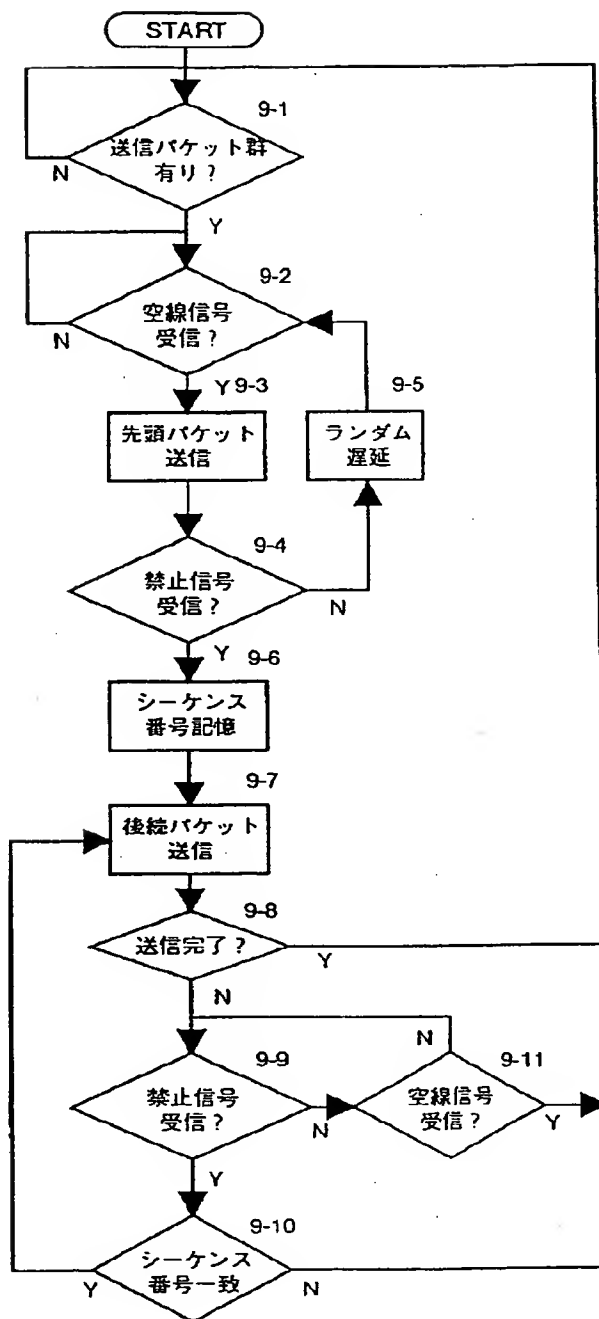 START
9-1
送信パケット群
有り？
N
Y
9-2
空線信号
受信？
N
Y 9-3
9-5
先頭パケット
送信
ランダム
遅延
9-4
禁止信号
受信？
N
Y
9-6
シーケンス
番号記憶
9-7
後続パケット
送信
9-8
送信完了？
Y
N
N
9-9
9-11
禁止信号
受信？
N
空線信号
受信？
Y
Y
9-10
シーケンス
番号一致
Y
N